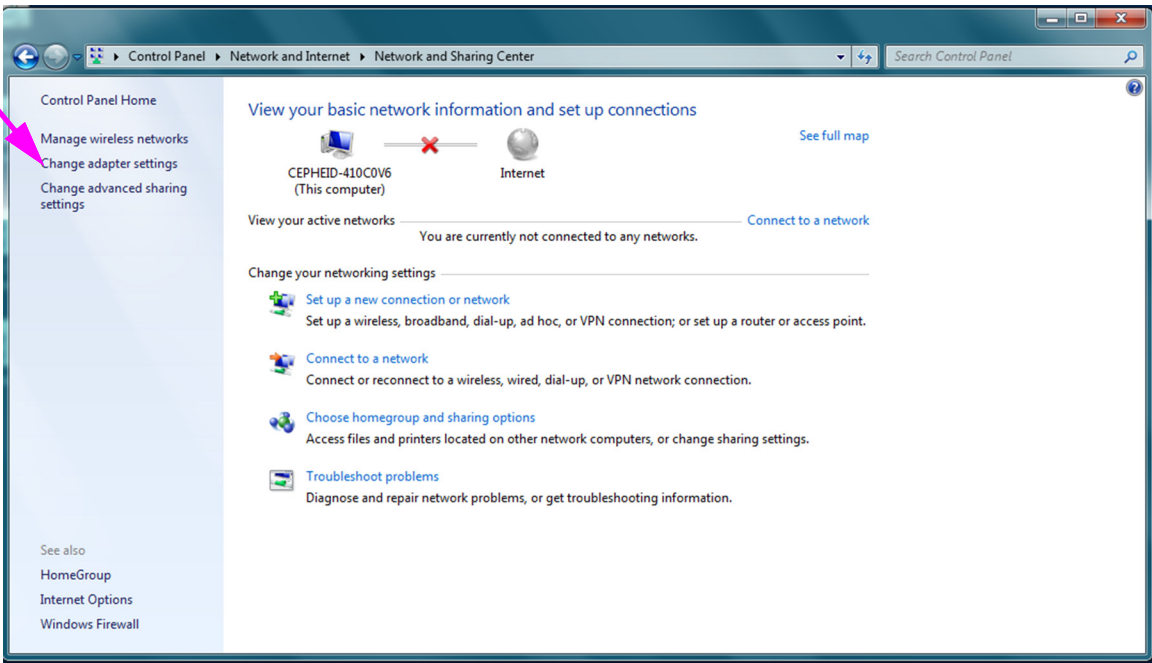 Control Panel ▸ Network and Internet ▸ Network and Sharing Center
Search Control Panel
Control Panel Home
Manage wireless networks
Change adapter settings
Change advanced sharing
settings
See also
HomeGroup
Internet Options
Windows Firewall
View your basic network information and set up connections
See full map
CEPHEID-410C0V6
(This computer)
Internet
View your active networks
Connect to a network
You are currently not connected to any networks.
Change your networking settings
Set up a new connection or network
Set up a wireless, broadband, dial-up, ad hoc, or VPN connection; or set up a router or access point.
Connect to a network
Connect or reconnect to a wireless, wired, dial-up, or VPN network connection.
Choose homegroup and sharing options
Access files and printers located on other network computers, or change sharing settings.
Troubleshoot problems
Diagnose and repair network problems, or get troubleshooting information.